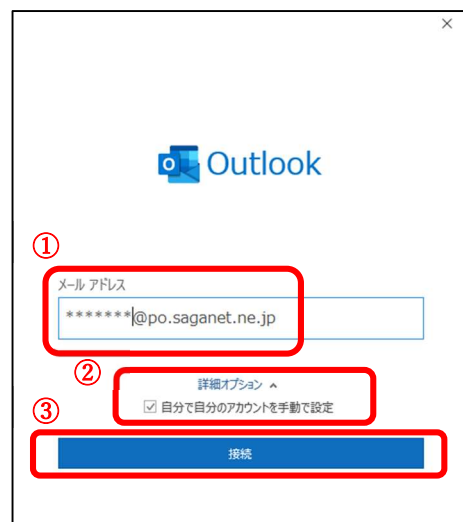 Outlook
①
メール アドレス
*******@po.saganet.ne.jp
②
詳細オプション
自分で自分のアカウントを手動で設定
③
接続